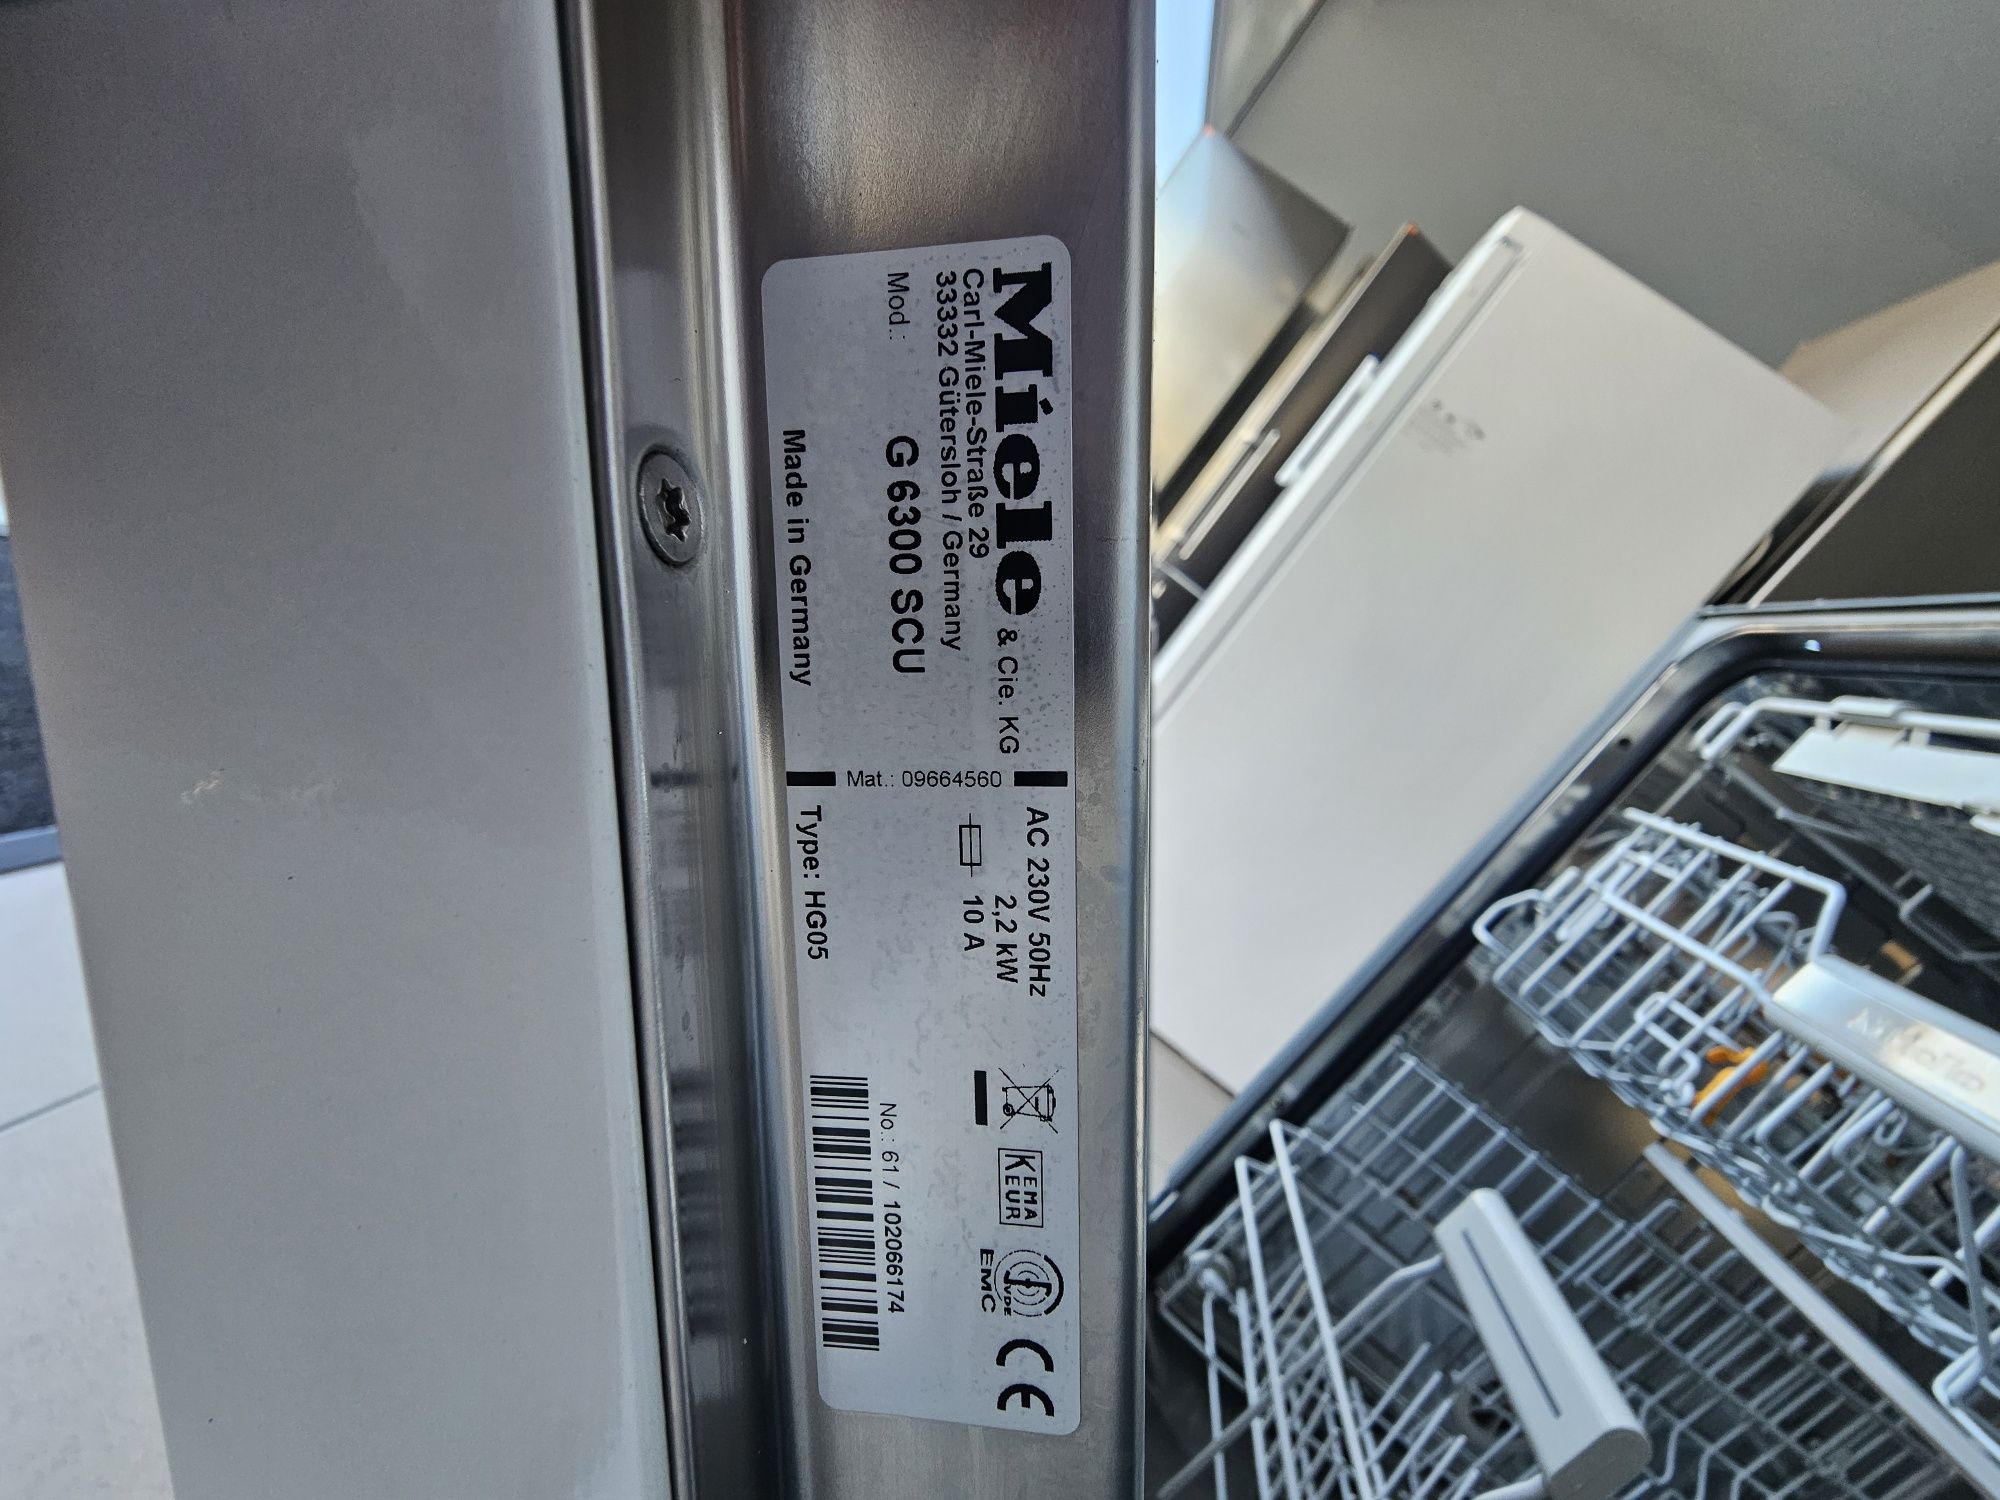 Miele & Cie. KG
Carl-Miele-Straße 29
33332 Gütersloh / Germany
Mod.: G 6300 SCU
Made in Germany
Mat.: 09664560
AC 230V 50Hz
2,2 kW
10 A
Type: HG05
KEMA
KEUR
VDE
EMC
CE
No.: 61 / 102066174
Miele